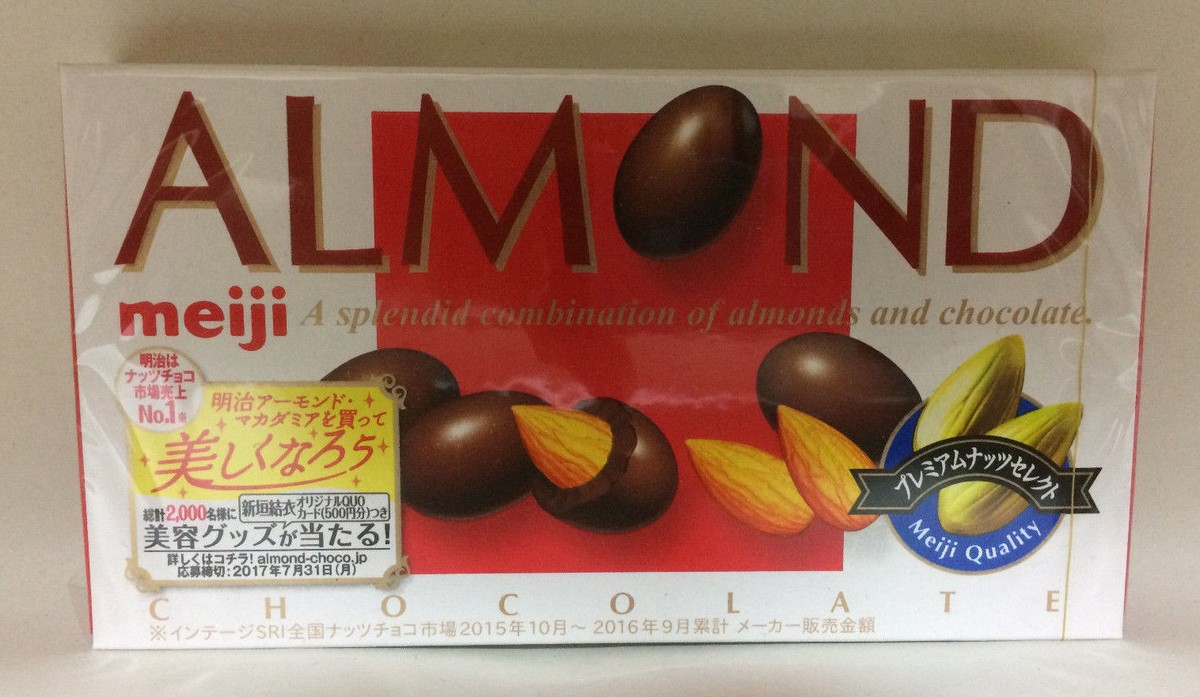 ALMOND
meiji
A splendid combination of almonds and chocolate.
明治は
ナッツチョコ
市場売上
No.1※
明治アーモンド・
マカダミアを買って
美しくなろう
総計2,000名様に
新垣結衣オリジナルQUO
カード(500円分)つき
美容グッズが当たる!
詳しくはコチラ! almond-choco.jp
応募締切:2017年7月31日(月)
プレミアムナッツセレクト
Meiji Quality
CHOCOLATE
※インテージSRI全国ナッツチョコ市場2015年10月〜2016年9月累計 メーカー販売金額